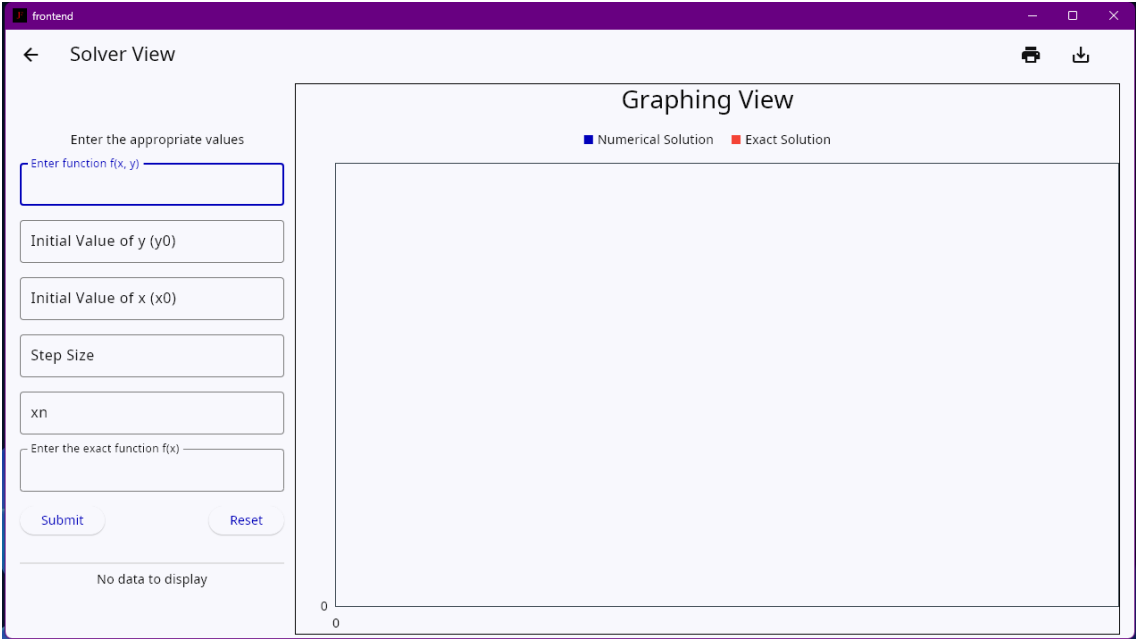 frontend
Solver View
Enter the appropriate values
Enter function f(x, y)
Initial Value of y (y0)
Initial Value of x (x0)
Step Size
xn
Enter the exact function f(x)
Submit
Reset
No data to display
Graphing View
Numerical Solution
Exact Solution
0
0